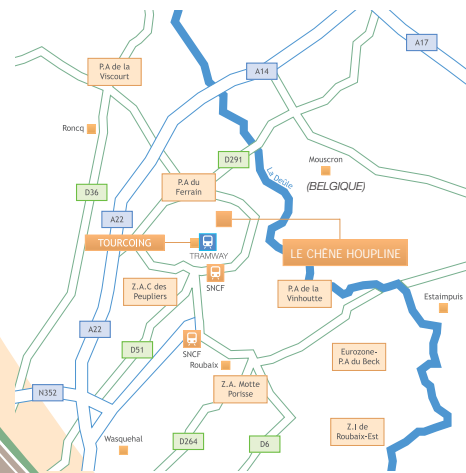 A17
P.A de la
Viscourt
A14
Roncq
D291
Mouscron
(BELGIQUE)
La Deûle
P.A du
Ferrain
D36
A22
TOURCOING
TRAMWAY
LE CHÊNE HOUPLINE
SNCF
Z.A.C des
Peupliers
P.A de la
Vinhoutte
Estaimpuis
A22
D51
SNCF
Roubaix
Eurozone-
P.A du Beck
Z.A. Motte
Porisse
N352
Z.I de
Roubaix-Est
Wasquehal
D264
D6